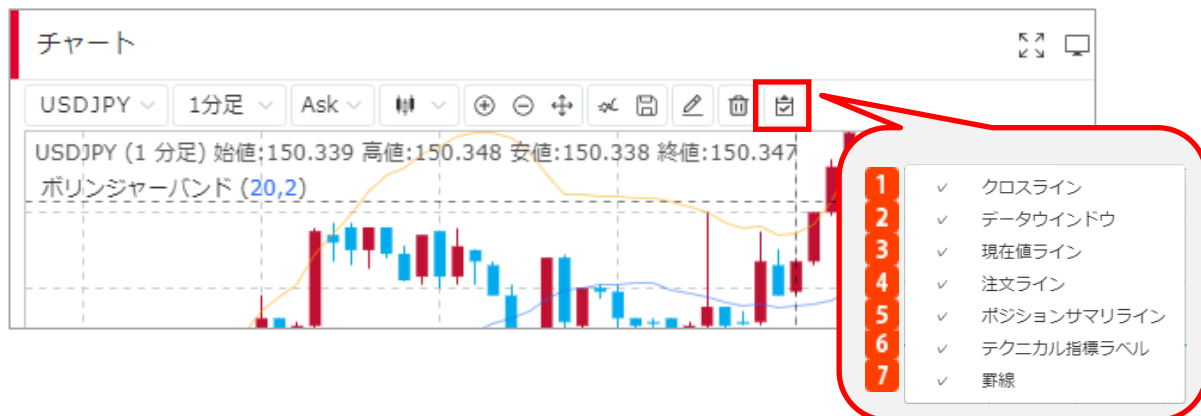 チャート
USDJPY 1分足 Ask
USDJPY (1 分足) 始値:150.339 高値:150.348 安値:150.338 終値:150.347
ボリンジャーバンド (20,2)
1 クロスライン
2 データウインドウ
3 現在値ライン
4 注文ライン
5 ポジションサマリライン
6 テクニカル指標ラベル
7 罫線